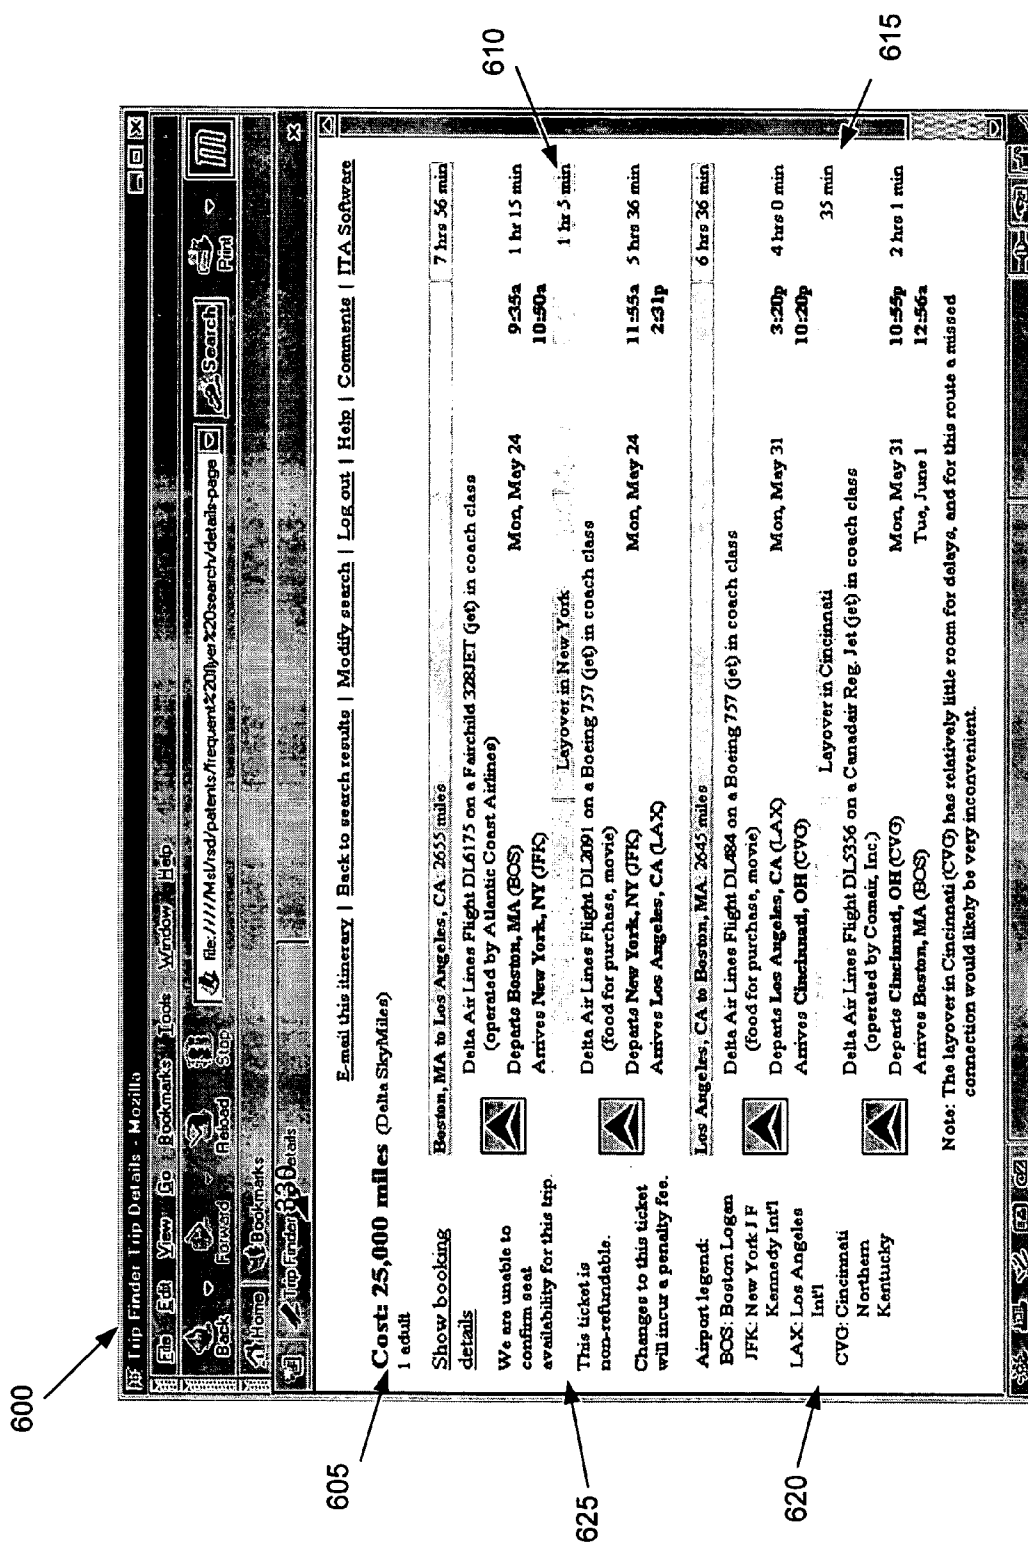 600
Trip Finder Trip Details - Mozilla
File Edit View Go Bookmarks Tools Window Help
Back Forward Reload Stop
file://///Msl/rsd/patents/frequent%20flyer%20search/details-page
Search
Print
Home Bookmarks
Trip Finder
330
etails
E-mail this itinerary | Back to search results | Modify search | Log out | Help | Comments | ITA Software
605
Cost: 25,000 miles (Delta SkyMiles)
1 adult
Show booking
details
We are unable to
confirm seat
availability for this trip.
625
This ticket is
non-refundable.
Changes to this ticket
will incur a penalty fee.
Airport legend:
BOS: Boston Logan
JFK: New York J F
Kennedy Int'l
LAX: Los Angeles
Int'l
CVG: Cincinnati
Northern
Kentucky
620
Boston, MA to Los Angeles, CA: 2655 miles 7 hrs 56 min
Delta Air Lines Flight DL6175 on a Fairchild 328JET (jet) in coach class
(operated by Atlantic Coast Airlines)
Departs Boston, MA (BOS) Mon, May 24 9:35a 1 hr 15 min
Arrives New York, NY (JFK) 10:50a
Layover in New York 1 hr 5 min
610
Delta Air Lines Flight DL2091 on a Boeing 757 (jet) in coach class
(food for purchase, movie)
Departs New York, NY (JFK) Mon, May 24 11:55a 5 hrs 36 min
Arrives Los Angeles, CA (LAX) 2:31p
Los Angeles, CA to Boston, MA: 2645 miles 6 hrs 36 min
Delta Air Lines Flight DL484 on a Boeing 757 (jet) in coach class
(food for purchase, movie)
Departs Los Angeles, CA (LAX) Mon, May 31 3:20p 4 hrs 0 min
Arrives Cincinnati, OH (CVG) 10:20p
Layover in Cincinnati 35 min
615
Delta Air Lines Flight DL5356 on a Canadair Reg. Jet (jet) in coach class
(operated by Comair, Inc.)
Departs Cincinnati, OH (CVG) Mon, May 31 10:55p 2 hrs 1 min
Arrives Boston, MA (BOS) Tue, June 1 12:56a
Note: The layover in Cincinnati (CVG) has relatively little room for delays, and for this route a missed
connection would likely be very inconvenient.